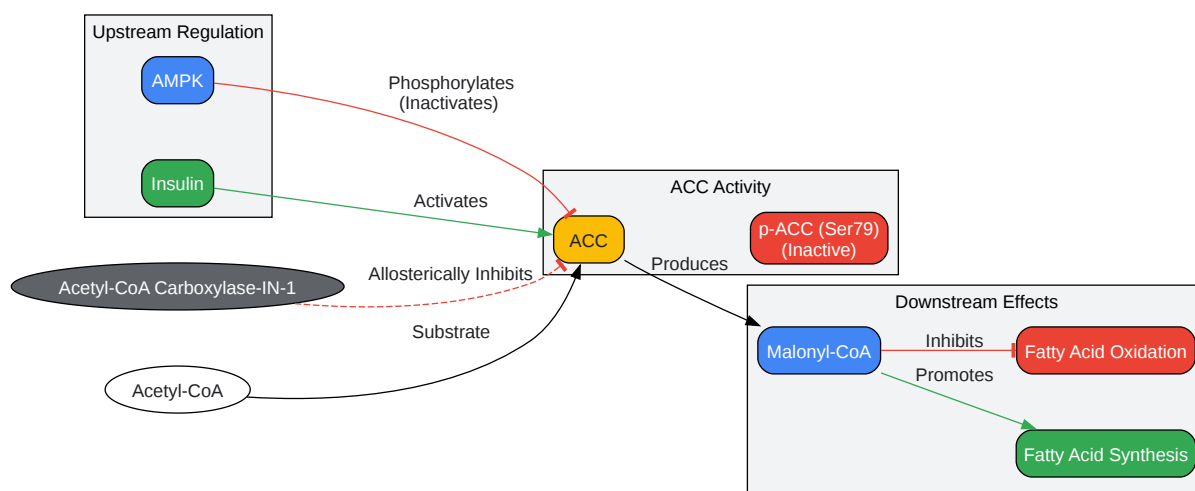 Upstream Regulation
AMPK
Phosphorylates
(Inactivates)
Insulin
Activates
ACC Activity
ACC
p-ACC (Ser79)
(Inactive)
Acetyl-CoA Carboxylase-IN-1
Allosterically Inhibits
Produces
Substrate
Acetyl-CoA
Downstream Effects
Malonyl-CoA
Inhibits
Fatty Acid Oxidation
Promotes
Fatty Acid Synthesis